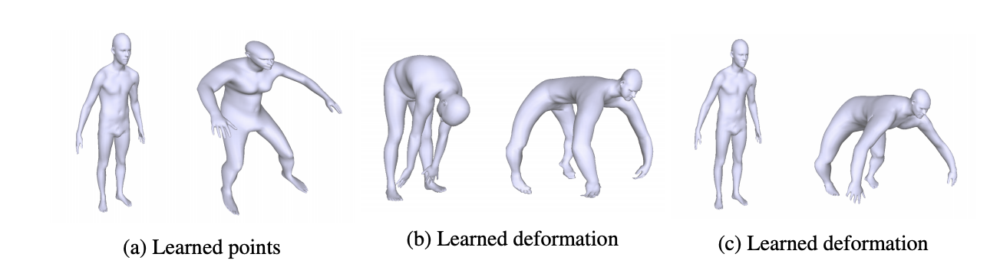 (a) Learned points
(b) Learned deformation
(c) Learned deformation